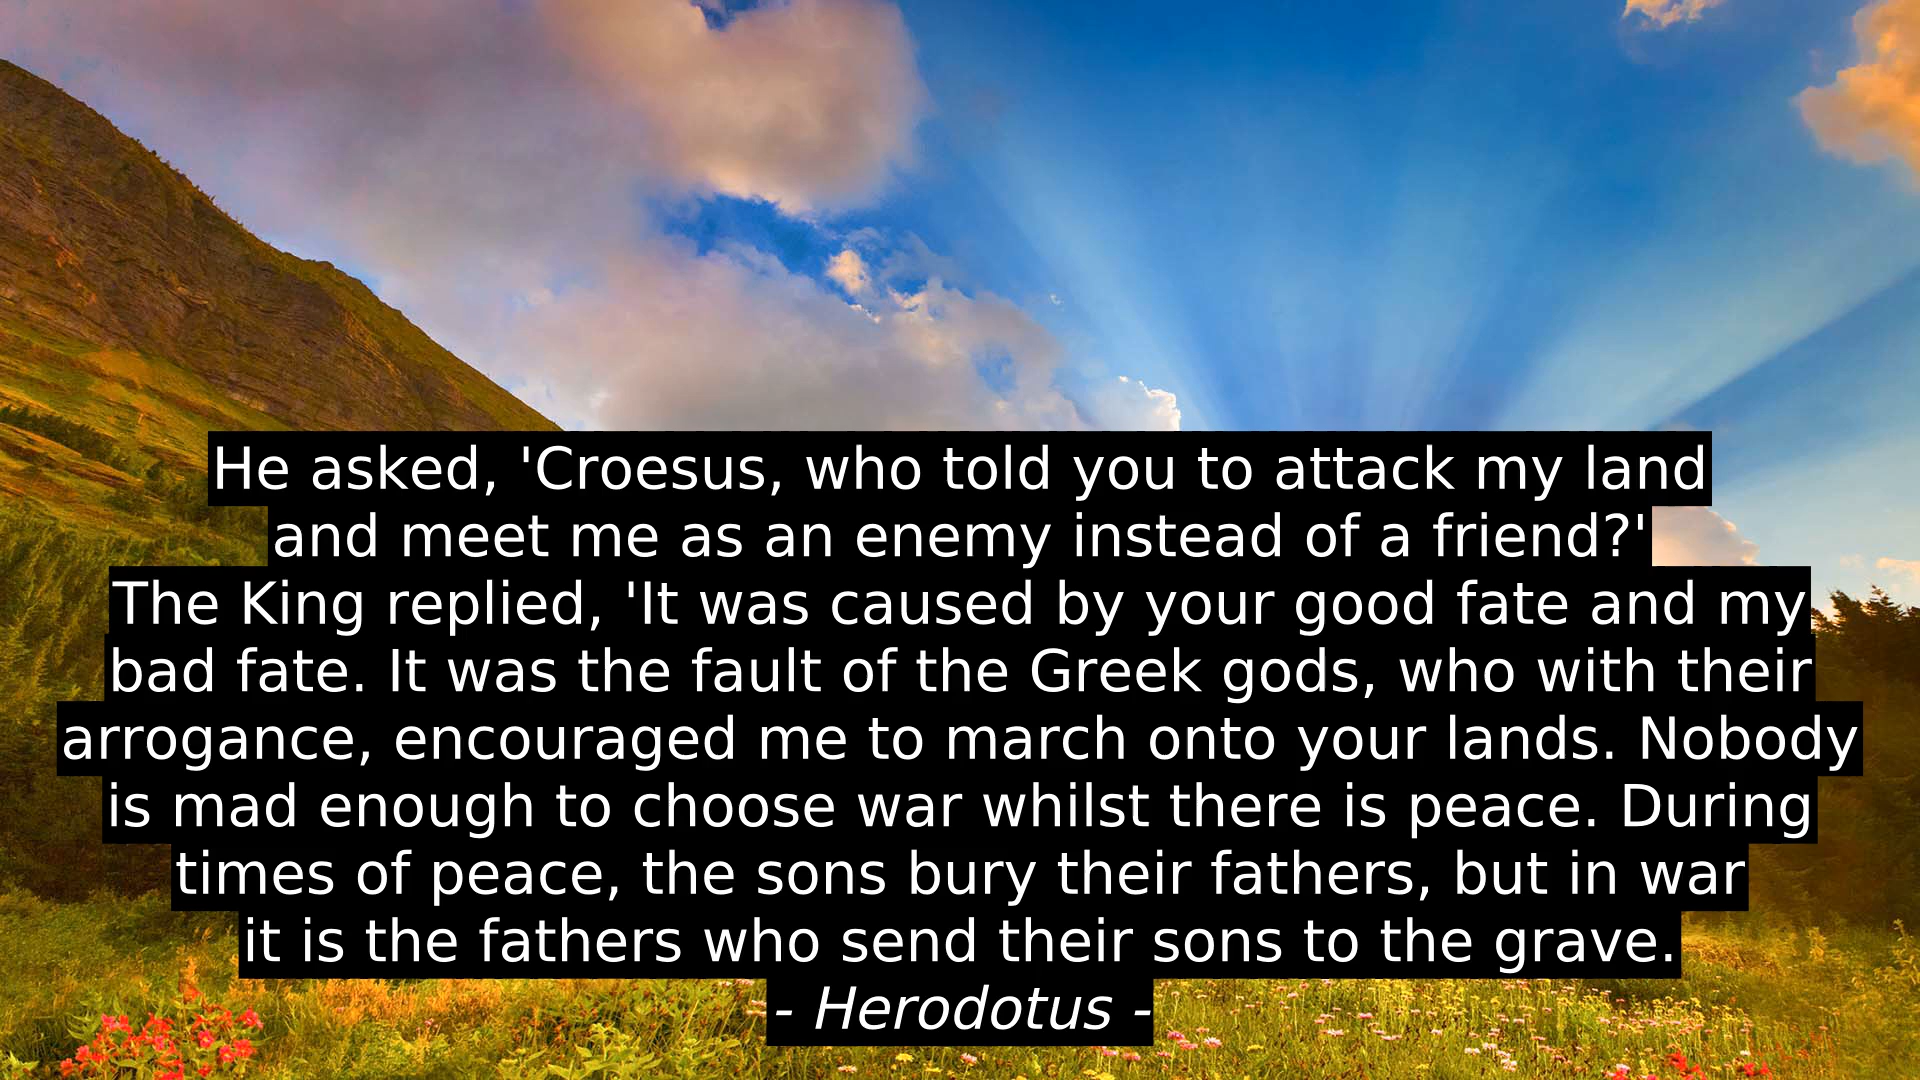 He asked, 'Croesus, who told you to attack my land
and meet me as an enemy instead of a friend?'
The King replied, 'It was caused by your good fate and my
bad fate. It was the fault of the Greek gods, who with their
arrogance, encouraged me to march onto your lands. Nobody
is mad enough to choose war whilst there is peace. During
times of peace, the sons bury their fathers, but in war
it is the fathers who send their sons to the grave.
- Herodotus -